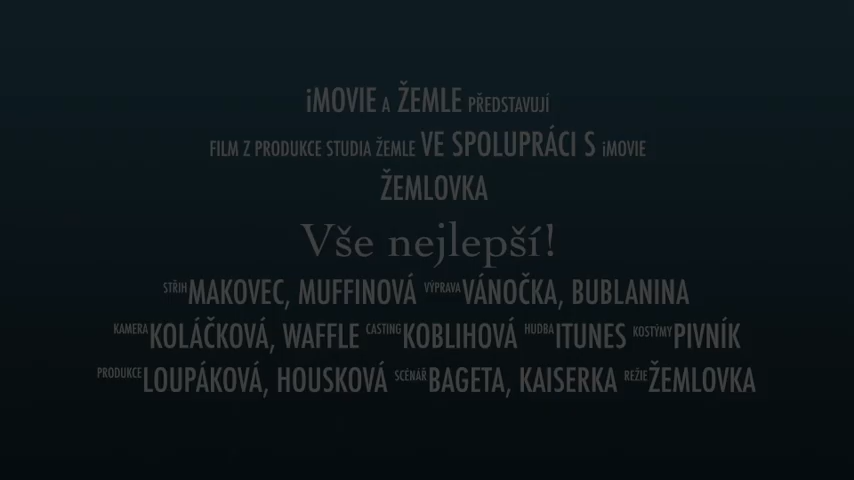 iMOVIE A ŽEMLE PŘEDSTAVUJÍ
FILM Z PRODUKCE STUDIA ŽEMLE VE SPOLUPRÁCI S iMOVIE
ŽEMLOVKA
Vše nejlepší!
STŘIH MAKOVEC, MUFFINOVÁ VÝPRAVA VÁNOČKA, BUBLANINA
KAMERA KOLÁČKOVÁ, WAFFLE CASTING KOBLIHOVÁ HUDBA ITUNES KOSTÝMY PIVNÍK
PRODUKCE LOUPÁKOVÁ, HOUSKOVÁ SCÉNÁŘ BAGETA, KAISERKA REŽIE ŽEMLOVKA